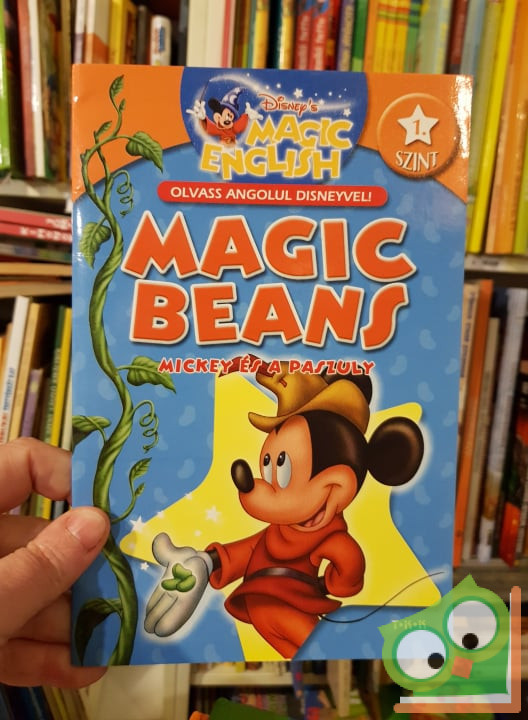 DISNEY'S
MAGIC
ENGLISH
1.
SZINT
OLVASS ANGOLUL DISNEYVEL!
MAGIC
BEANS
MICKEY ÉS A PASZULY